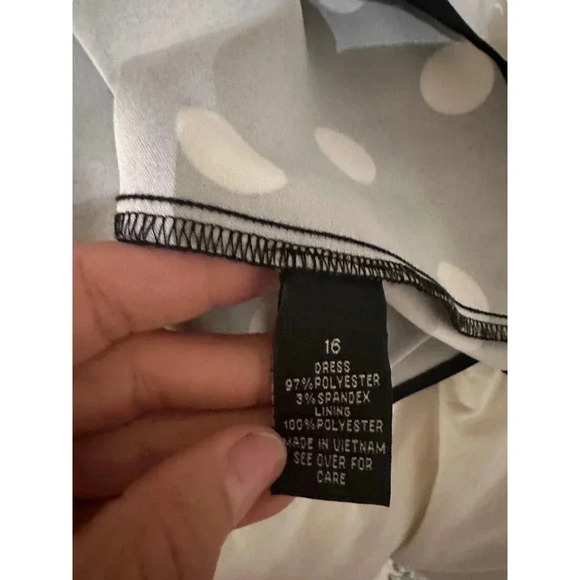 16
DRESS
97% POLYESTER
3% SPANDEX
LINING
100% POLYESTER
MADE IN VIETNAM
SEE OVER FOR
CARE